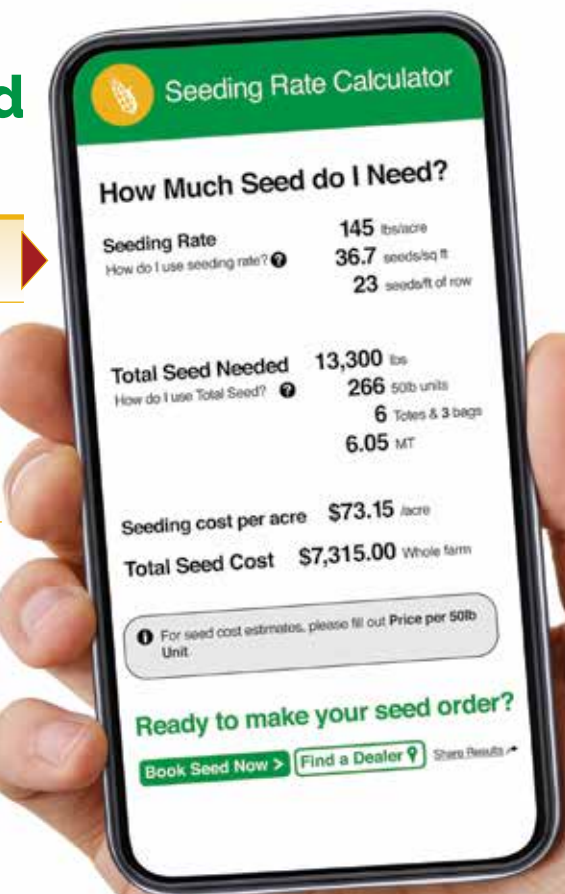 d
Seeding Rate Calculator
How Much Seed do I Need?
Seeding Rate 145 lbs/acre
How do I use seeding rate? ? 36.7 seeds/sq ft
23 seeds/ft of row
Total Seed Needed 13,300 lbs
How do I use Total Seed? ? 266 50lb units
6 Totes & 3 bags
6.05 MT
Seeding cost per acre $73.15 /acre
Total Seed Cost $7,315.00 Whole farm
i For seed cost estimates, please fill out Price per 50lb
Unit
Ready to make your seed order?
Book Seed Now >
Find a Dealer
Share Results